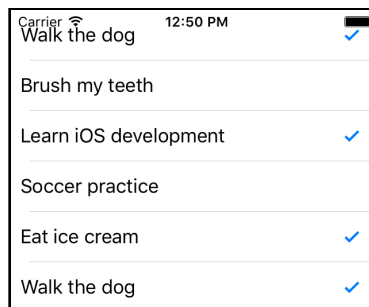 Carrier 12:50 PM
Walk the dog
Brush my teeth
Learn iOS development
Soccer practice
Eat ice cream
Walk the dog